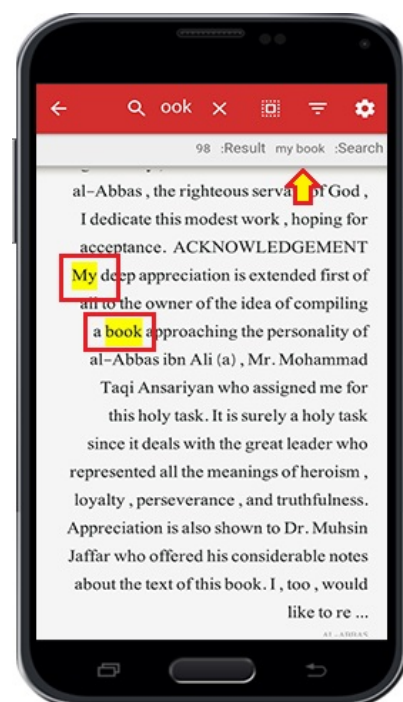 ook
98 :Result my book :Search
al-Abbas , the righteous servant of God ,
I dedicate this modest work , hoping for
acceptance. ACKNOWLEDGEMENT
My deep appreciation is extended first of
all to the owner of the idea of compiling
a book approaching the personality of
al-Abbas ibn Ali (a) , Mr. Mohammad
Taqi Ansariyan who assigned me for
this holy task. It is surely a holy task
since it deals with the great leader who
represented all the meanings of heroism ,
loyalty , perseverance , and truthfulness.
Appreciation is also shown to Dr. Muhsin
Jaffar who offered his considerable notes
about the text of this book. I , too , would
like to re ...